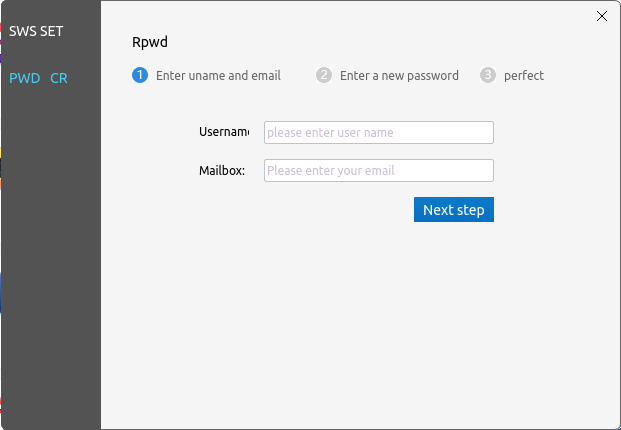 SWS SET
PWD CR
Rpwd
1 Enter uname and email 2 Enter a new password 3 perfect
Username please enter user name
Mailbox: Please enter your email
Next step